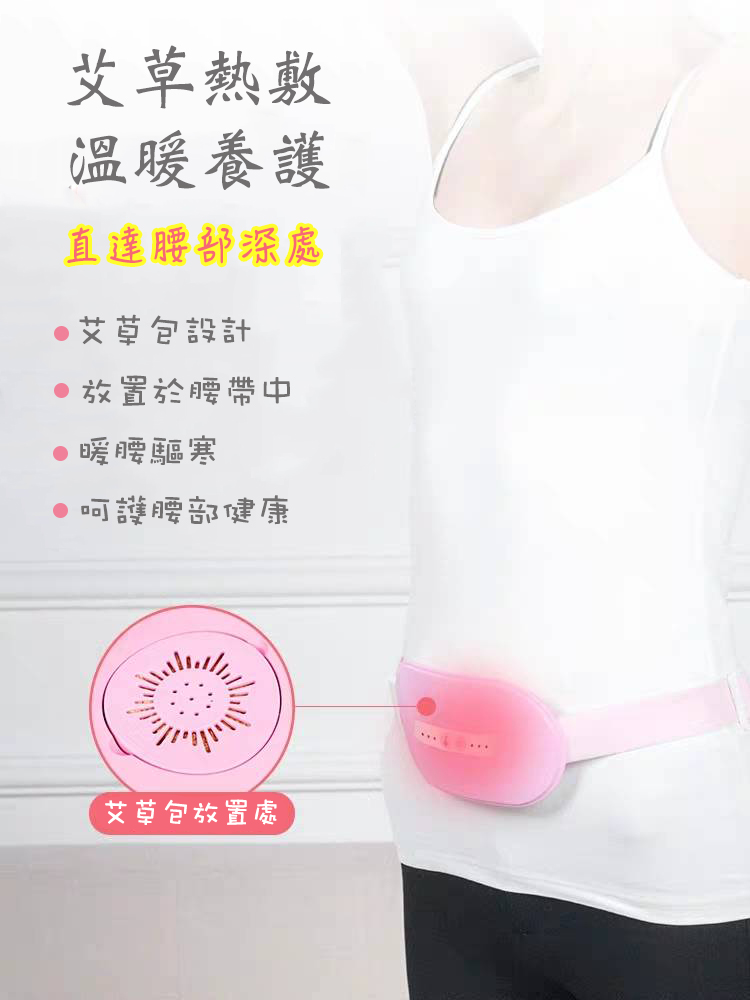 艾草熱敷
溫暖養護
直達腰部深處
艾草包設計
放置於腰帶中
暖腰驅寒
呵護腰部健康
艾草包放置處